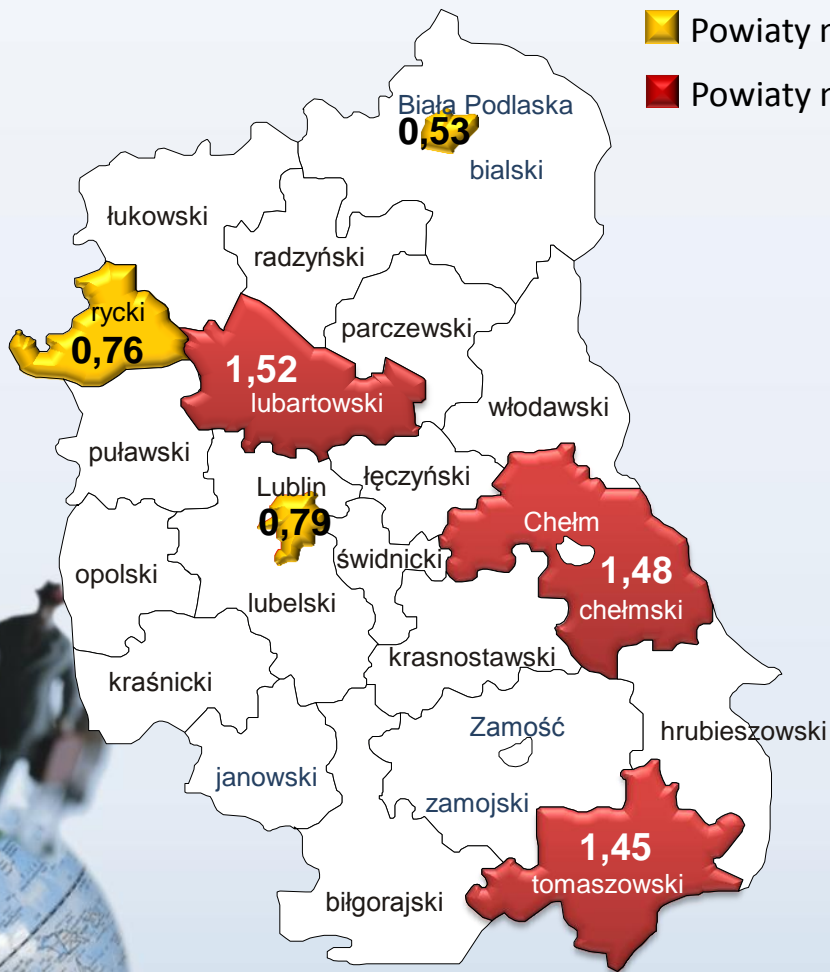 Powiaty
Powiaty
Biała Podlaska
0,53
bialski
łukowski
radzyński
rycki
0,76
parczewski
1,52
lubartowski
włodawski
puławski
łęczyński
Lublin
0,79
Chełm
świdnicki
opolski
1,48
chełmski
lubelski
krasnostawski
kraśnicki
Zamość
hrubieszowski
janowski
zamojski
1,45
tomaszowski
biłgorajski